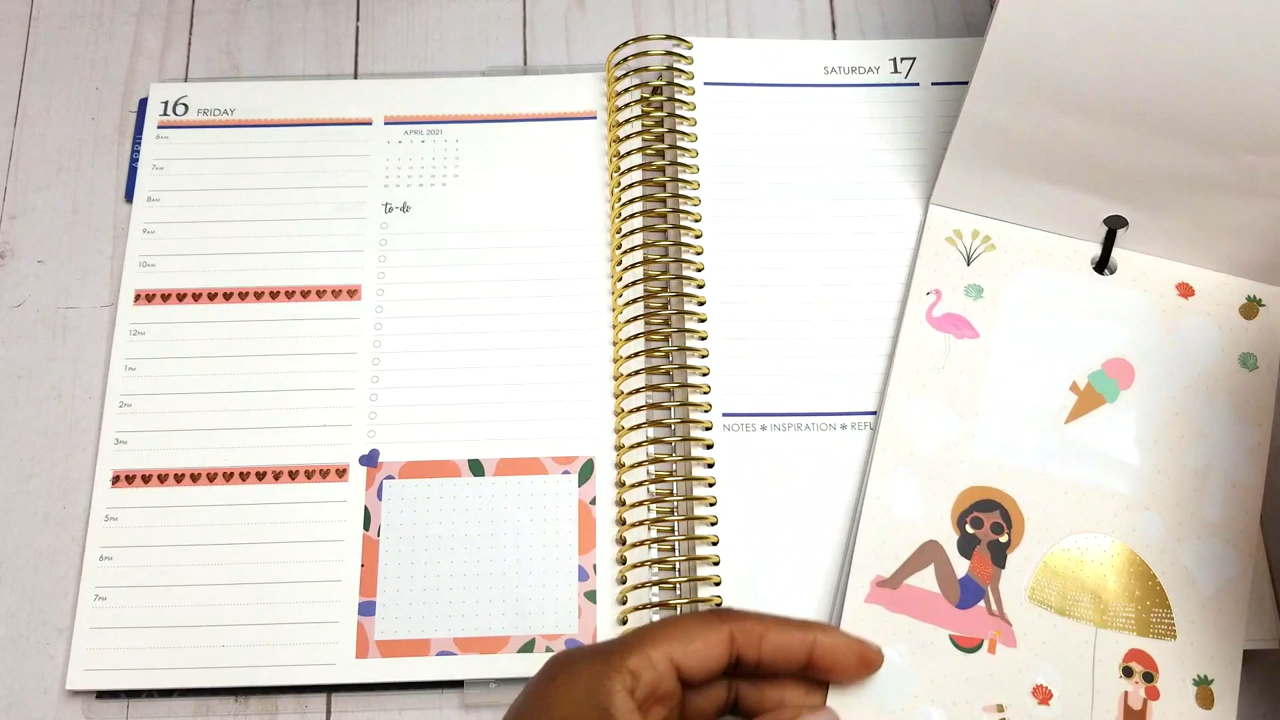 16 FRIDAY
APRIL
6AM
7AM
8AM
9AM
10AM
12PM
1PM
2PM
3PM
5PM
6PM
7PM
APRIL 2021
to-do
SATURDAY 17
NOTES * INSPIRATION * REFL